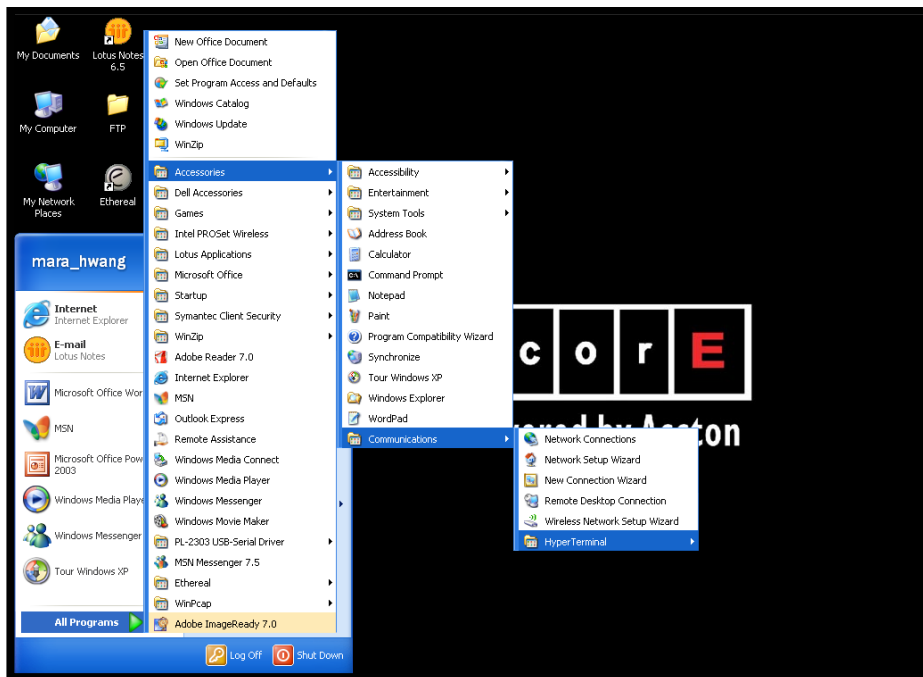 My Documents
Lotus Notes
6.5
My Computer
FTP
My Network
Places
Ethereal
mara_hwang
Internet
Internet Explorer
E-mail
Lotus Notes
Microsoft Office Wor
MSN
Microsoft Office Pow
2003
Windows Media Playe
Windows Messenger
Tour Windows XP
All Programs
Log Off
Shut Down
New Office Document
Open Office Document
Set Program Access and Defaults
Windows Catalog
Windows Update
WinZip
Accessories
Dell Accessories
Games
Intel PROSet Wireless
Lotus Applications
Microsoft Office
Startup
Symantec Client Security
WinZip
Adobe Reader 7.0
Internet Explorer
MSN
Outlook Express
Remote Assistance
Windows Media Connect
Windows Media Player
Windows Messenger
Windows Movie Maker
PL-2303 USB-Serial Driver
MSN Messenger 7.5
Ethereal
WinPcap
Adobe ImageReady 7.0
Accessibility
Entertainment
System Tools
Address Book
Calculator
Command Prompt
Notepad
Paint
Program Compatibility Wizard
Synchronize
Tour Windows XP
Windows Explorer
WordPad
Communications
Network Connections
Network Setup Wizard
New Connection Wizard
Remote Desktop Connection
Wireless Network Setup Wizard
HyperTerminal
c o r E